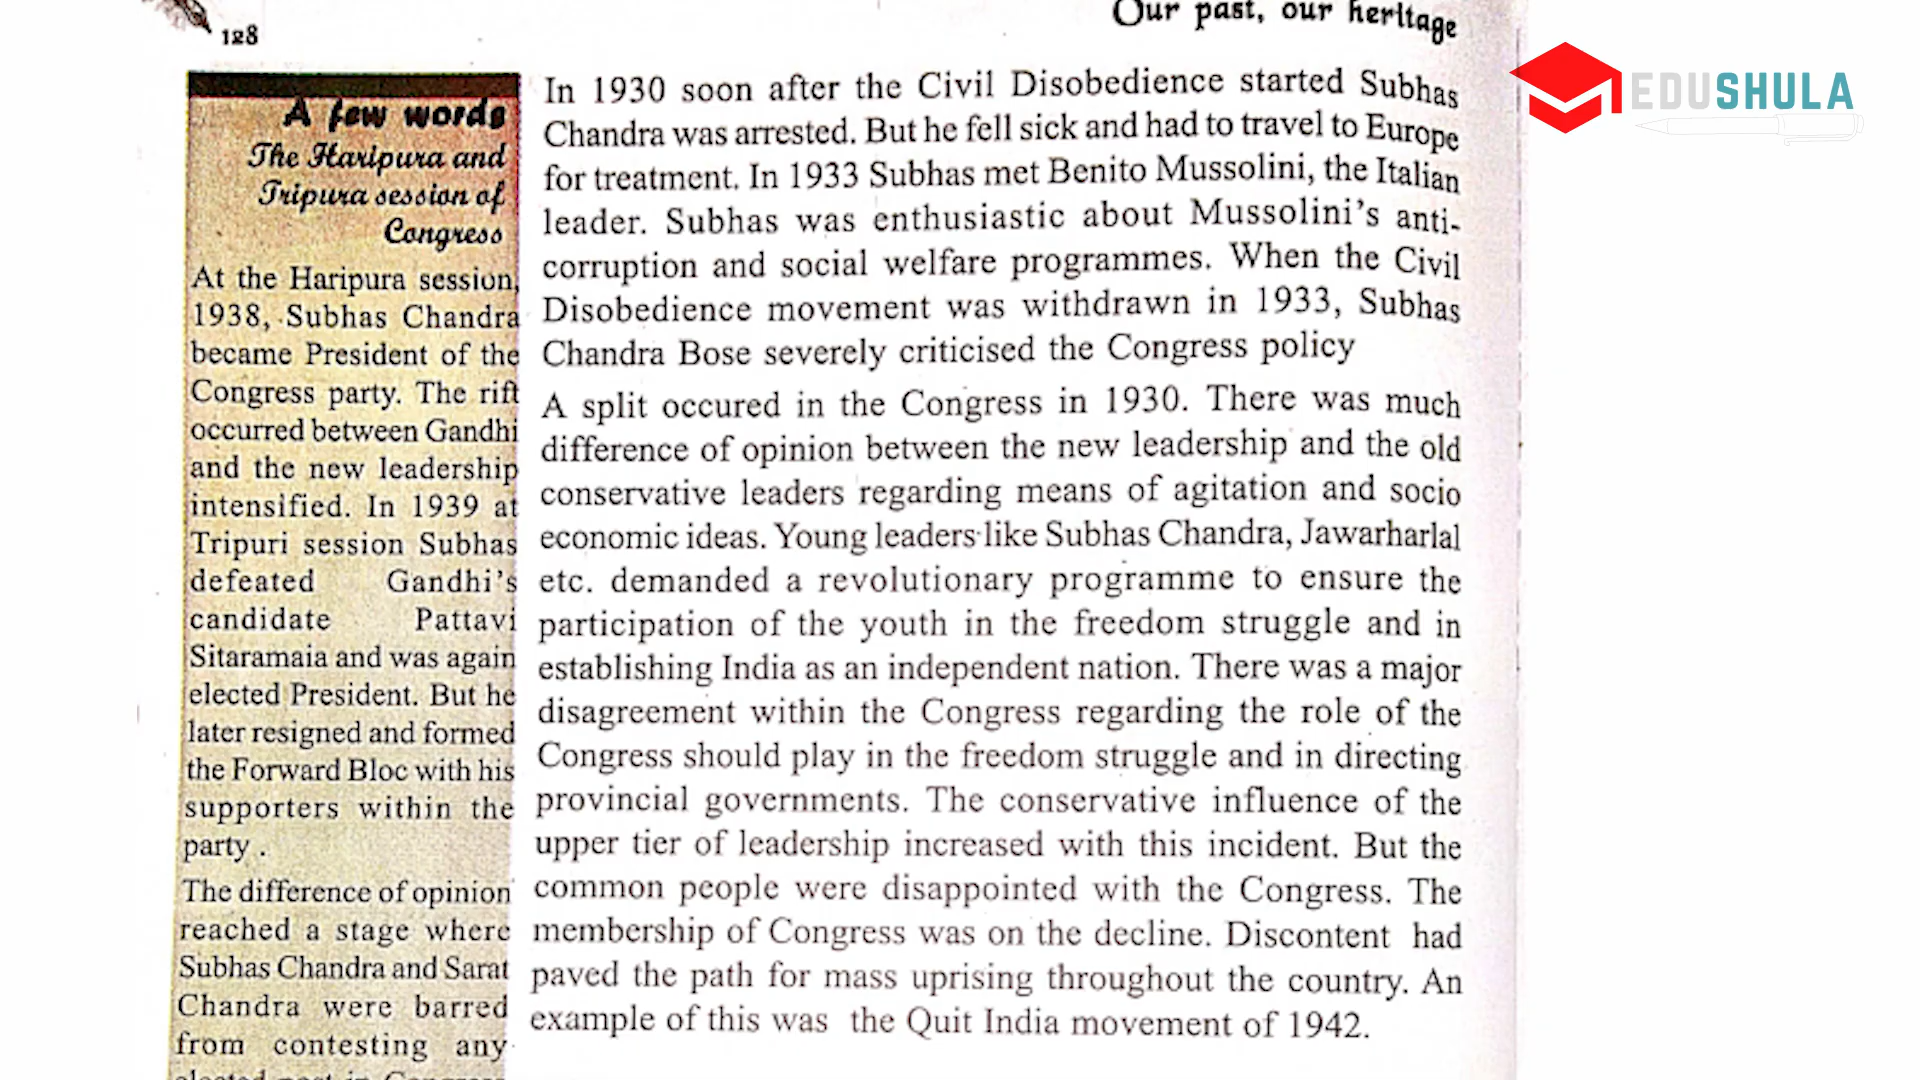 128
Our past, our heritage
EDUSHULA
A few words
The Haripura and
Tripura session of
Congress
At the Haripura session,
1938, Subhas Chandra
became President of the
Congress party. The rift
occurred between Gandhi
and the new leadership
intensified. In 1939 at
Tripuri session Subhas
defeated Gandhi's
candidate Pattavi
Sitaramaia and was again
elected President. But he
later resigned and formed
the Forward Bloc with his
supporters within the
party .
The difference of opinion
reached a stage where
Subhas Chandra and Sarat
Chandra were barred
from contesting any
In 1930 soon after the Civil Disobedience started Subhas
Chandra was arrested. But he fell sick and had to travel to Europe
for treatment. In 1933 Subhas met Benito Mussolini, the Italian
leader. Subhas was enthusiastic about Mussolini's anti-
corruption and social welfare programmes. When the Civil
Disobedience movement was withdrawn in 1933, Subhas
Chandra Bose severely criticised the Congress policy
A split occured in the Congress in 1930. There was much
difference of opinion between the new leadership and the old
conservative leaders regarding means of agitation and socio
economic ideas. Young leaders like Subhas Chandra, Jawarharlal
etc. demanded a revolutionary programme to ensure the
participation of the youth in the freedom struggle and in
establishing India as an independent nation. There was a major
disagreement within the Congress regarding the role of the
Congress should play in the freedom struggle and in directing
provincial governments. The conservative influence of the
upper tier of leadership increased with this incident. But the
common people were disappointed with the Congress. The
membership of Congress was on the decline. Discontent had
paved the path for mass uprising throughout the country. An
example of this was the Quit India movement of 1942.